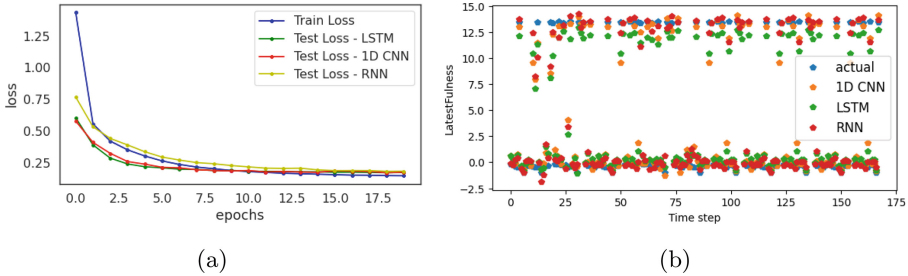 Train Loss
Test Loss - LSTM
Test Loss - 1D CNN
Test Loss - RNN
loss
1.25
1.00
0.75
0.50
0.25
0.0 2.5 5.0 7.5 10.0 12.5 15.0 17.5
epochs
(a)
LatestFulness
15.0
12.5
10.0
7.5
5.0
2.5
0.0
−2.5
actual
1D CNN
LSTM
RNN
0 25 50 75 100 125 150 175
Time step
(b)